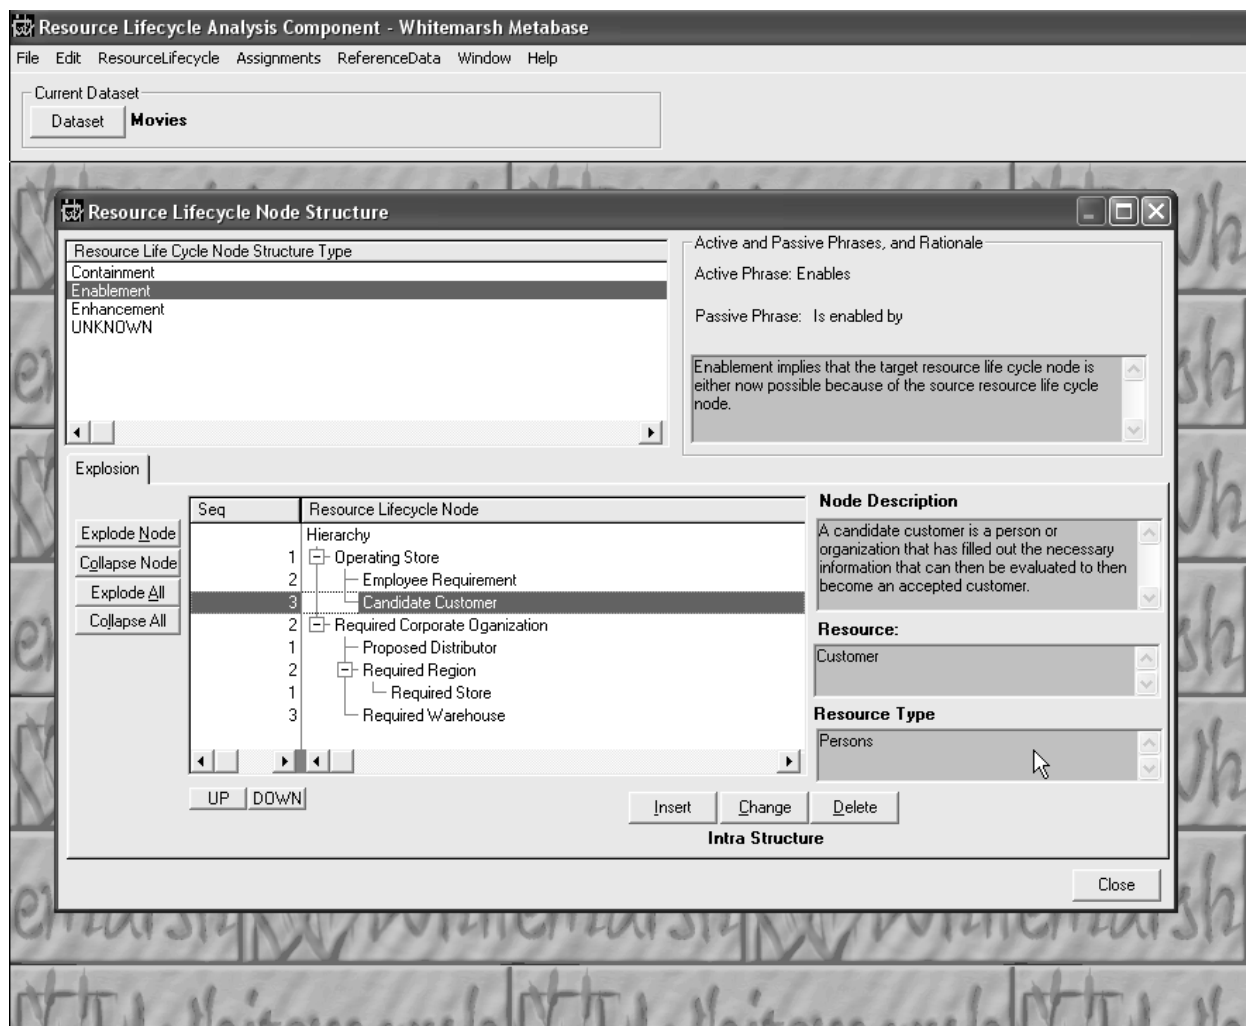 Resource Lifecycle Analysis Component - Whitemarsh Metabase
File Edit ResourceLifecycle Assignments ReferenceData Window Help
Current Dataset
Dataset Movies
Resource Lifecycle Node Structure
Resource Life Cycle Node Structure Type
Containment
Enablement
Enhancement
UNKNOWN
Active and Passive Phrases, and Rationale
Active Phrase: Enables
Passive Phrase: Is enabled by
Enablement implies that the target resource life cycle node is
either now possible because of the source resource life cycle
node.
Explosion
Explode Node
Collapse Node
Explode All
Collapse All
Seq Resource Lifecycle Node
Hierarchy
1 Operating Store
2 Employee Requirement
3 Candidate Customer
2 Required Corporate Oganization
1 Proposed Distributor
2 Required Region
1 Required Store
3 Required Warehouse
UP DOWN
Node Description
A candidate customer is a person or
organization that has filled out the necessary
information that can then be evaluated to then
become an accepted customer.
Resource:
Customer
Resource Type
Persons
Insert Change Delete
Intra Structure
Close